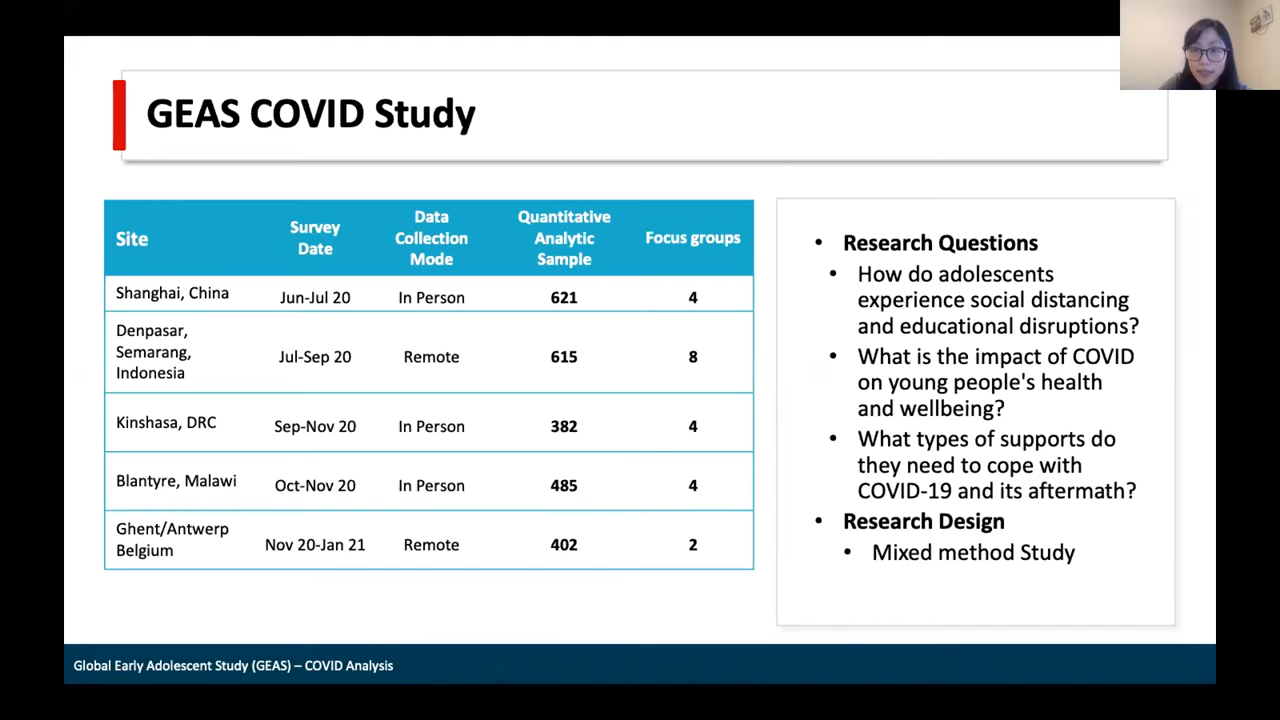 GEAS COVID Study
Site
Survey
Date
Data
Collection
Mode
Quantitative
Analytic
Sample
Focus groups
Shanghai, China
Jun-Jul 20
In Person
621
4
Denpasar,
Semarang,
Indonesia
Jul-Sep 20
Remote
615
8
Kinshasa, DRC
Sep-Nov 20
In Person
382
4
Blantyre, Malawi
Oct-Nov 20
In Person
485
4
Ghent/Antwerp
Belgium
Nov 20-Jan 21
Remote
402
2
• Research Questions
• How do adolescents
experience social distancing
and educational disruptions?
• What is the impact of COVID
on young people's health
and wellbeing?
• What types of supports do
they need to cope with
COVID-19 and its aftermath?
• Research Design
• Mixed method Study
Global Early Adolescent Study (GEAS) – COVID Analysis